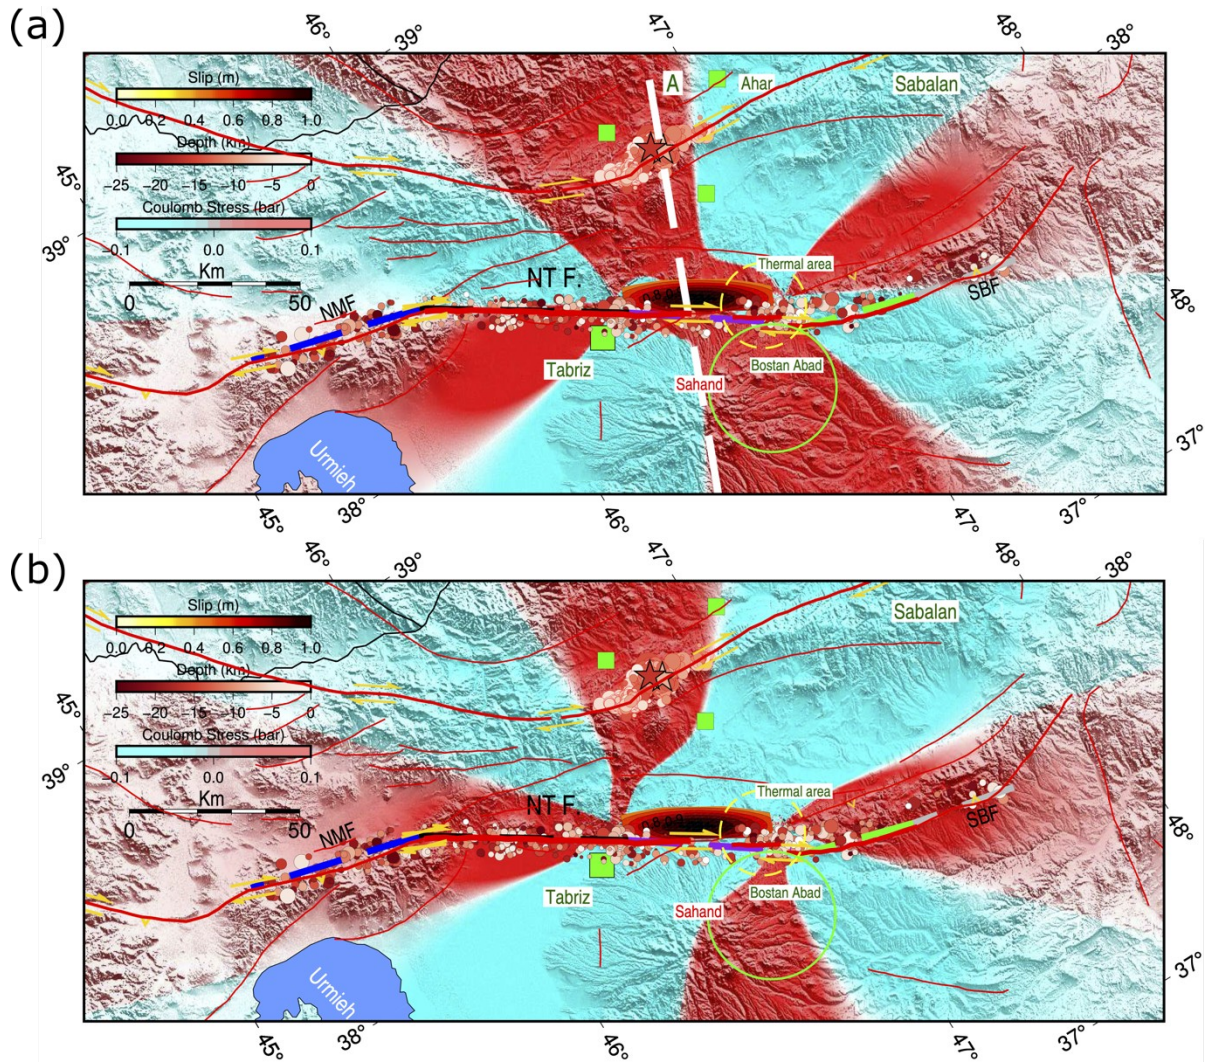 (a)
46°
39°
47°
48°
38°
Slip (m)
0.0 0.2 0.4 0.6 0.8 1.0
Depth (km)
−25 −20 −15 −10 −5 0
Coulomb Stress (bar)
−0.1 0.0 0.1
Km
0 50
A
Ahar
Sabalan
45°
39°
NT F.
Thermal area
NMF
SBF
48°
Tabriz
Sahand
Bostan Abad
Urmieh
37°
45°
38°
46°
47°
37°
(b)
46°
39°
47°
48°
38°
Slip (m)
0.0 0.2 0.4 0.6 0.8 1.0
Depth (km)
−25 −20 −15 −10 −5 0
Coulomb Stress (bar)
−0.1 0.0 0.1
Km
0 50
Sabalan
45°
39°
NT F.
Thermal area
NMF
SBF
48°
Tabriz
Sahand
Bostan Abad
Urmieh
37°
45°
38°
46°
47°
37°